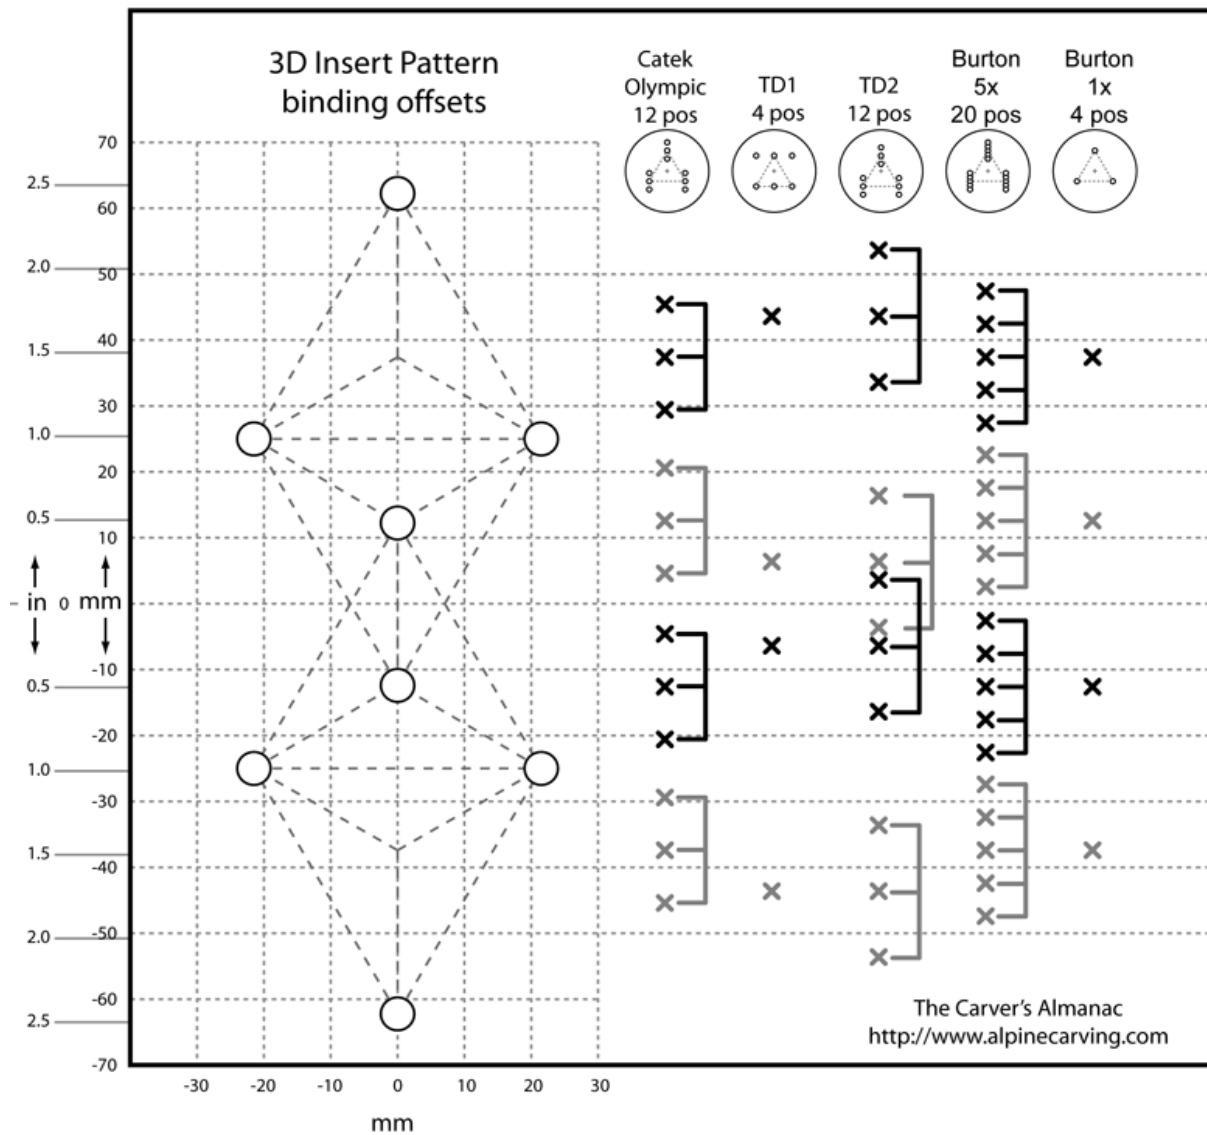 3D Insert Pattern
binding offsets
Catek
Olympic
12 pos
TD1
4 pos
TD2
12 pos
Burton
5x
20 pos
Burton
1x
4 pos
70
2.5
60
2.0
50
40
1.5
30
1.0
20
0.5
10
in 0 mm
-10
0.5
-20
1.0
-30
1.5
-40
-50
2.0
-60
2.5
-70
-30 -20 -10 0 10 20 30
mm
The Carver's Almanac
http://www.alpinecarving.com